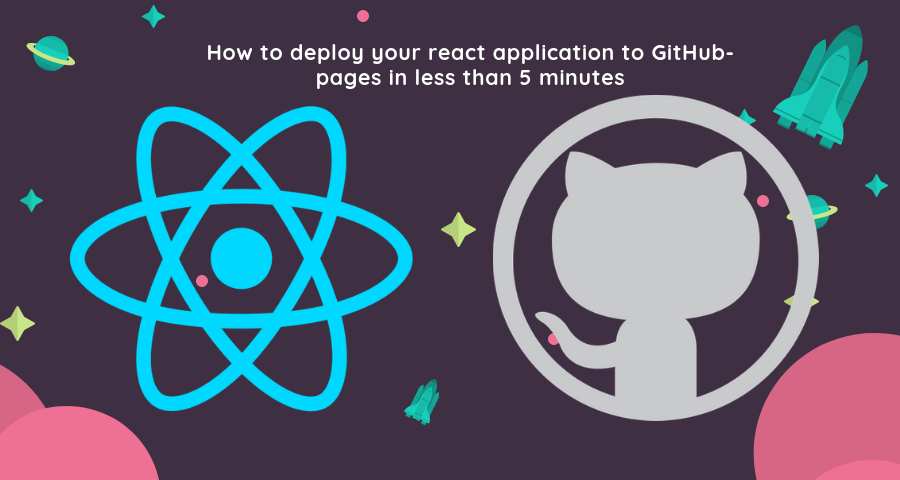 How to deploy your react application to GitHub-
pages in less than 5 minutes